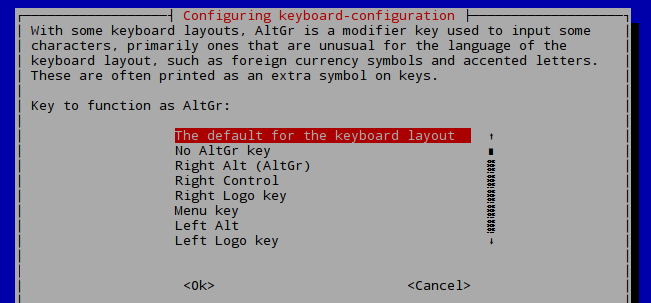 Configuring keyboard-configuration
With some keyboard layouts, AltGr is a modifier key used to input some
characters, primarily ones that are unusual for the language of the
keyboard layout, such as foreign currency symbols and accented letters.
These are often printed as an extra symbol on keys.
Key to function as AltGr:
The default for the keyboard layout
No AltGr key
Right Alt (AltGr)
Right Control
Right Logo key
Menu key
Left Alt
Left Logo key
<Ok> <Cancel>